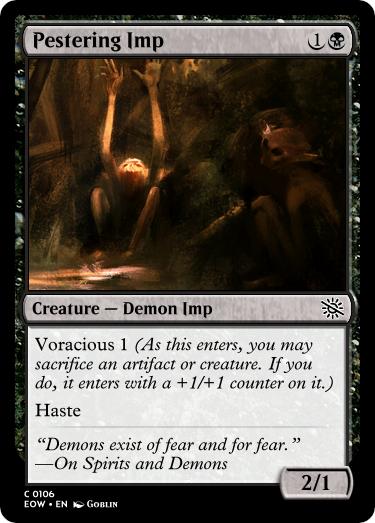 Pestering Imp 1
Creature — Demon Imp
Voracious 1 (As this enters, you may
sacrifice an artifact or creature. If you
do, it enters with a +1/+1 counter on it.)
Haste
“Demons exist of fear and for fear.”
—On Spirits and Demons
2/1
C 0106
EOW • EN Goblin